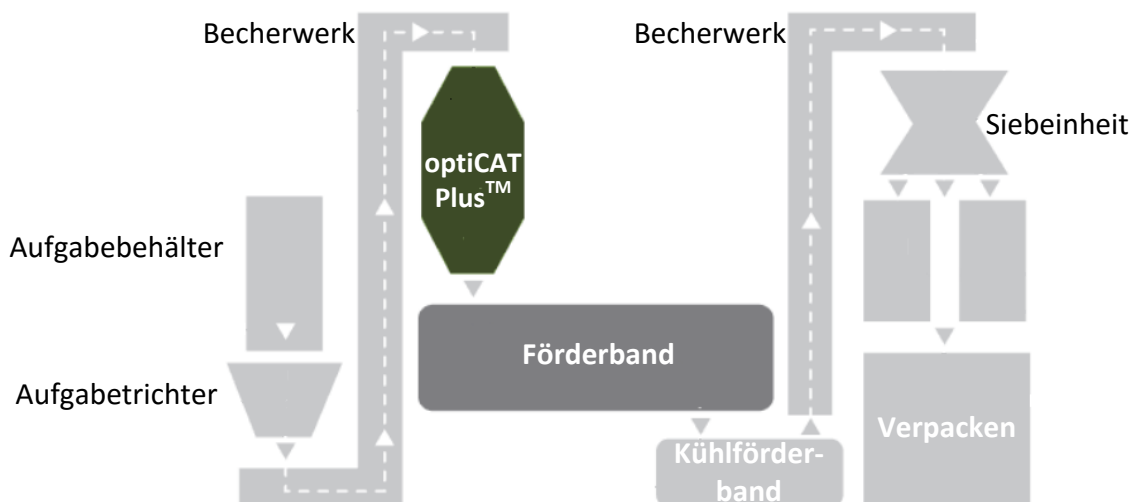 Becherwerk
Becherwerk
optiCAT
Plus™
Siebeinheit
Aufgabebehälter
Förderband
Aufgabetrichter
Verpacken
Kühlförder-
band